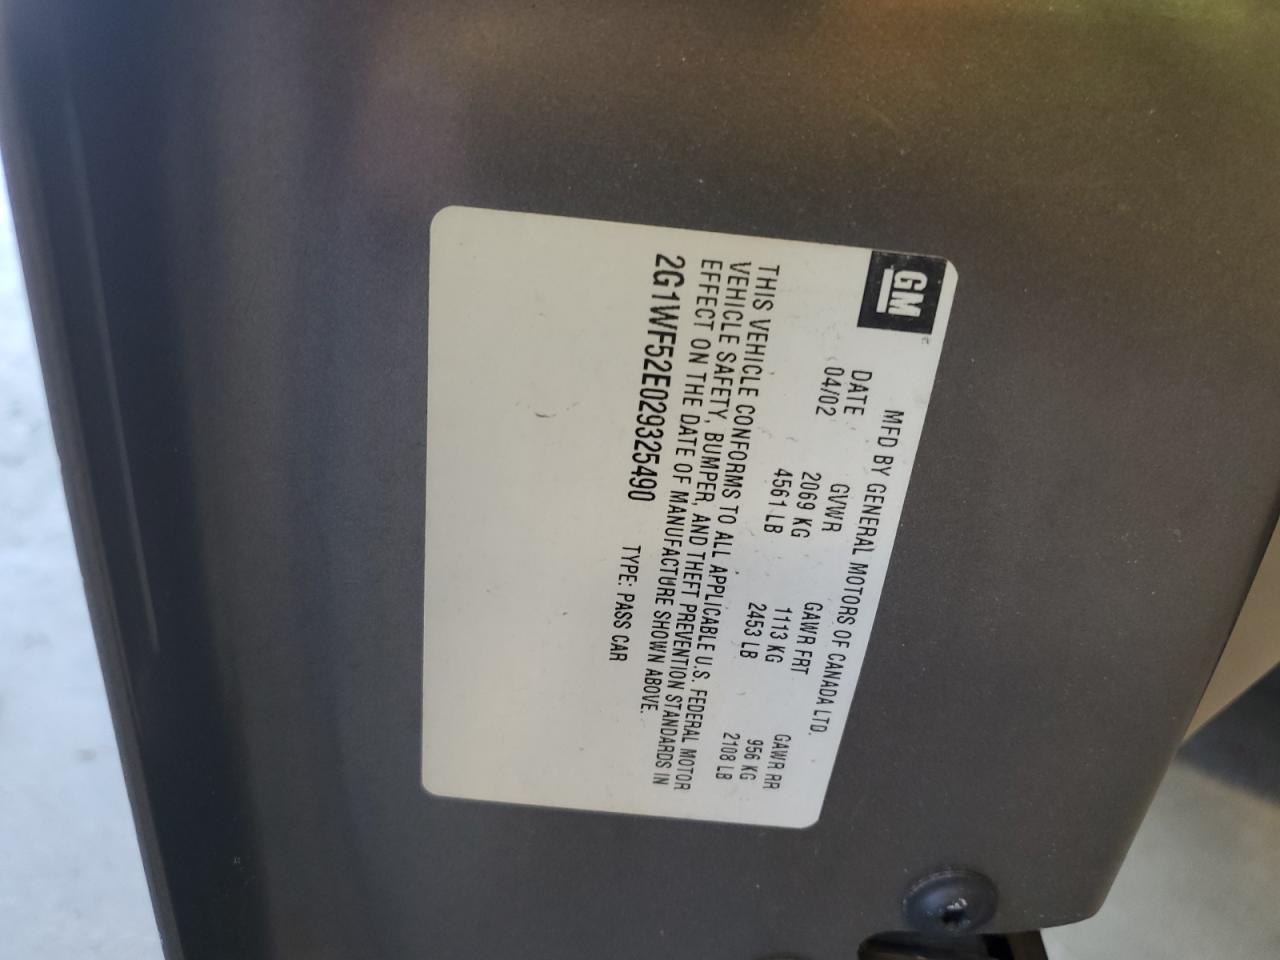 GM
MFD BY GENERAL MOTORS OF CANADA LTD.
DATE GVWR GAWR FRT GAWR RR
04/02 2069 KG 1113 KG 956 KG
4561 LB 2453 LB 2108 LB
THIS VEHICLE CONFORMS TO ALL APPLICABLE U.S. FEDERAL MOTOR
VEHICLE SAFETY, BUMPER, AND THEFT PREVENTION STANDARDS IN
EFFECT ON THE DATE OF MANUFACTURE SHOWN ABOVE.
2G1WF52E029325490 TYPE: PASS CAR